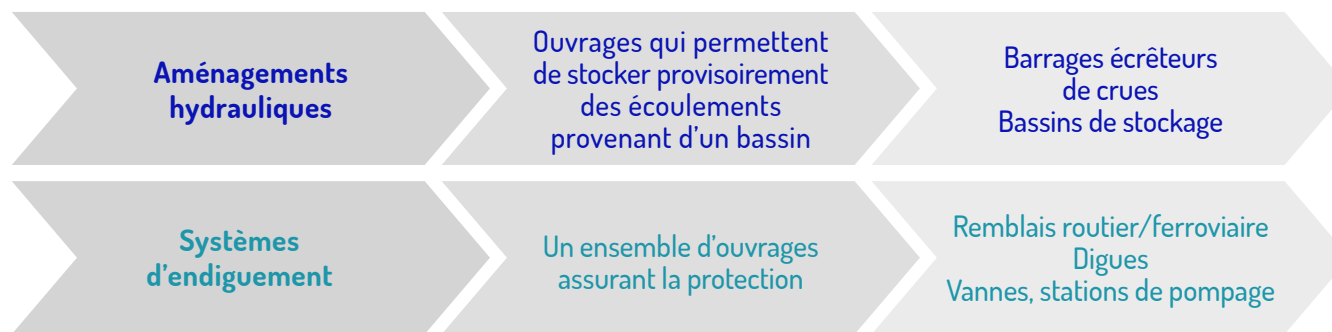 Aménagements
hydrauliques
Ouvrages qui permettent
de stocker provisoirement
des écoulements
provenant d’un bassin
Barrages écrêteurs
de crues
Bassins de stockage
Systèmes
d’endiguement
Un ensemble d’ouvrages
assurant la protection
Remblais routier/ferroviaire
Digues
Vannes, stations de pompage